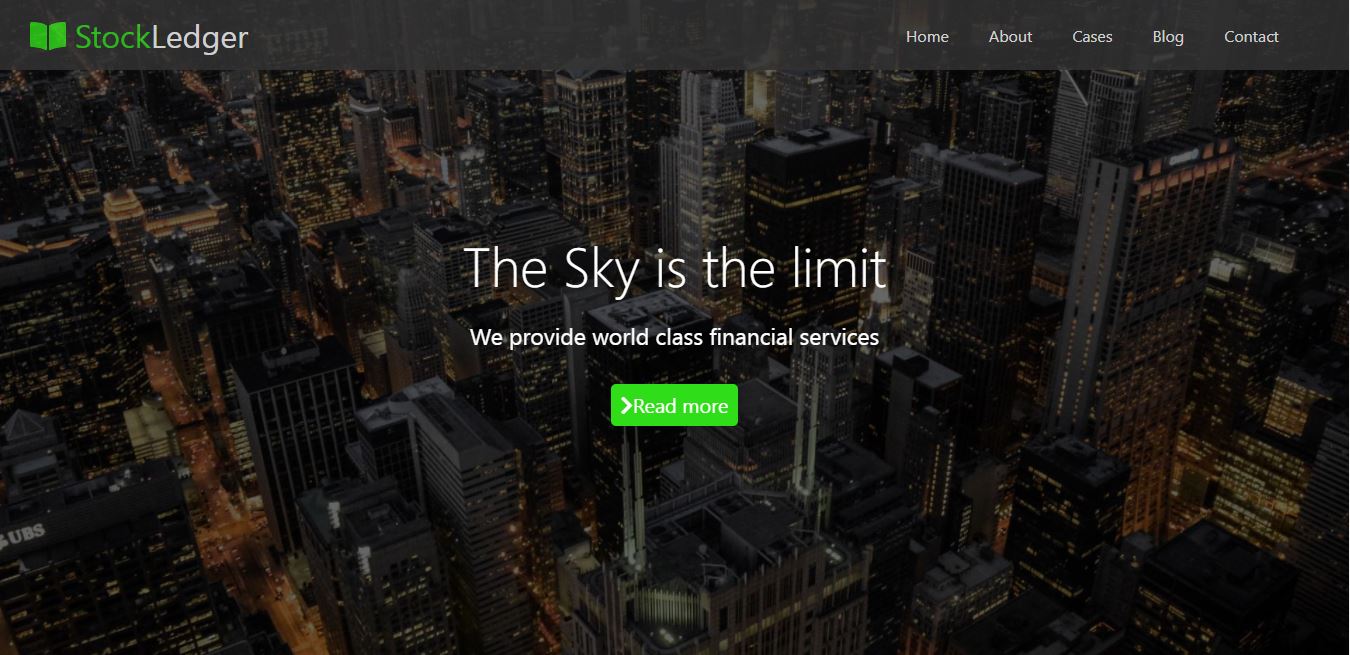 StockLedger
Home
About
Cases
Blog
Contact
The Sky is the limit
We provide world class financial services
Read more
UBS